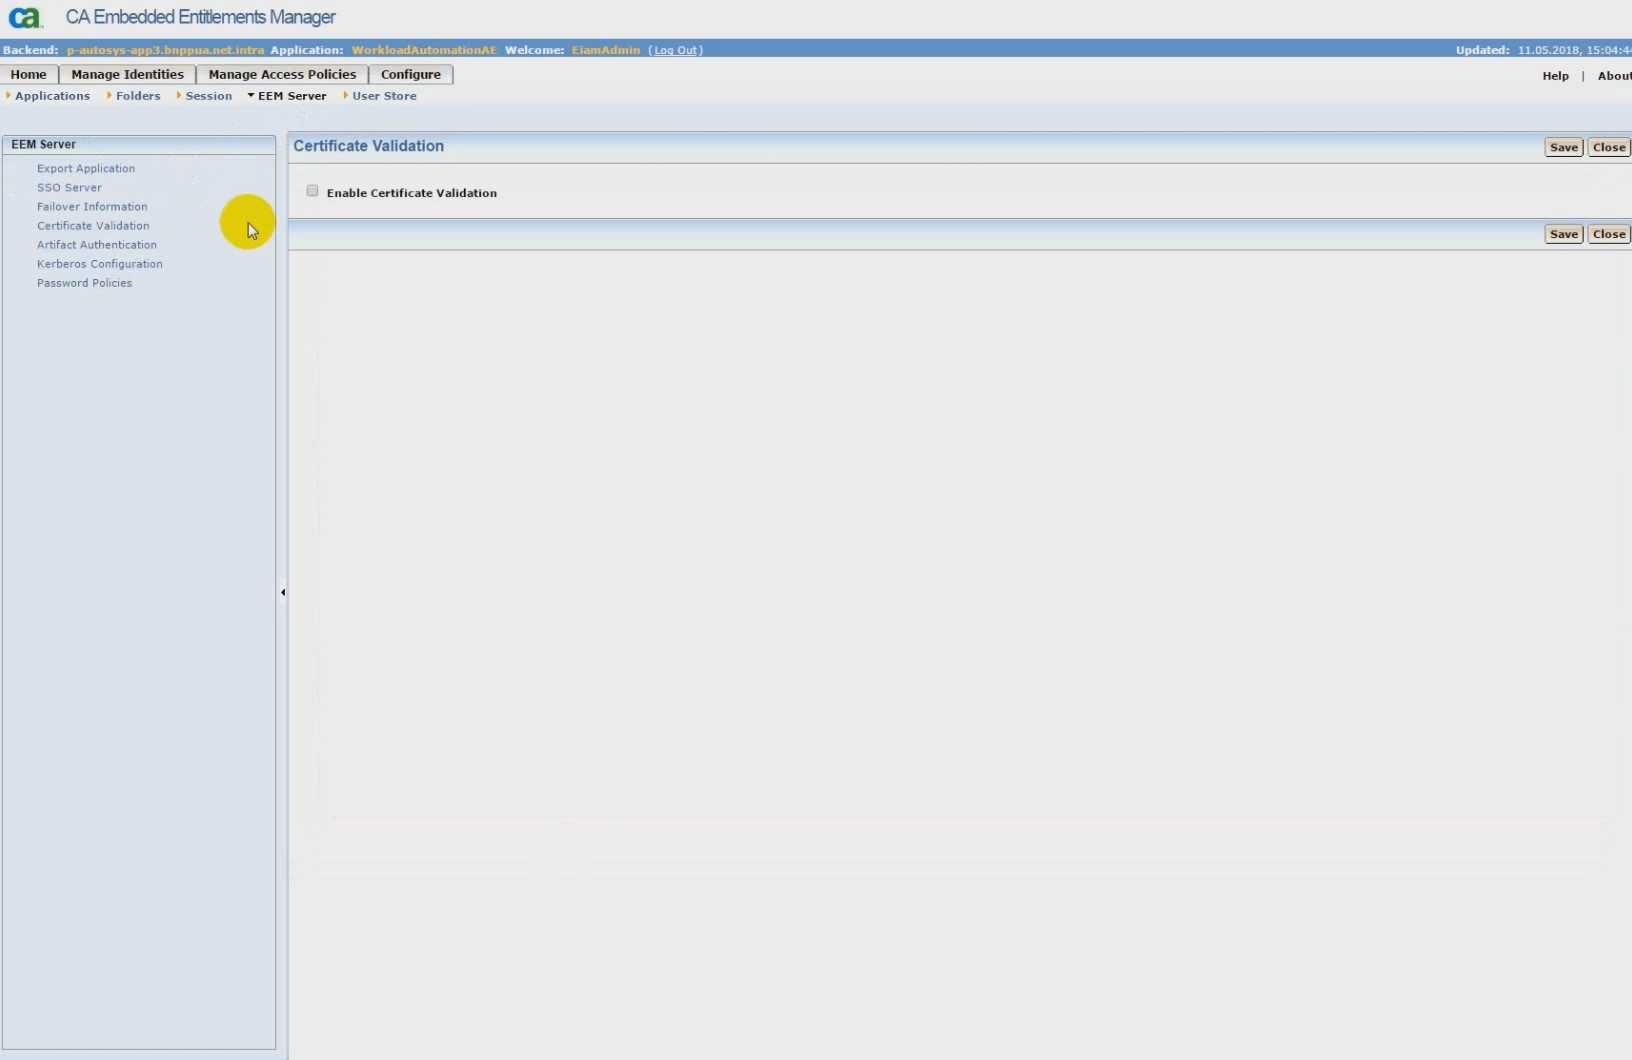 ca CA Embedded Entitlements Manager
Backend: p-autosys-app3.bnppua.net.intra Application: WorkloadAutomationAE Welcome: EiamAdmin (Log Out) Updated: 11.05.2018, 15:04:44
Home Manage Identities Manage Access Policies Configure Help | About
Applications Folders Session EEM Server User Store
EEM Server
Export Application
SSO Server
Failover Information
Certificate Validation
Artifact Authentication
Kerberos Configuration
Password Policies
Certificate Validation Save Close
Enable Certificate Validation
Save Close